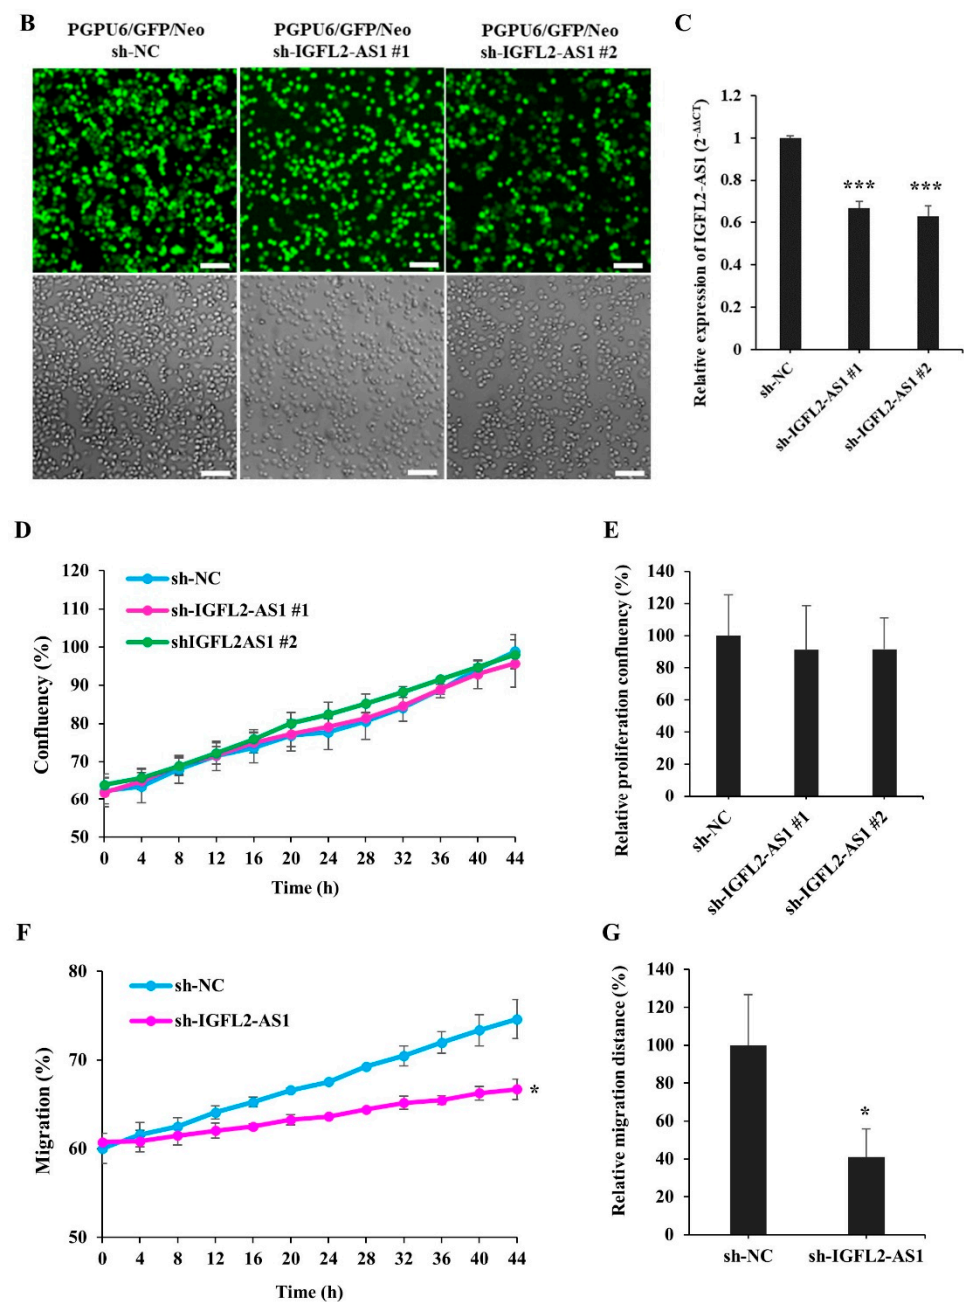 B
PGPU6/GFP/Neo
sh-NC
PGPU6/GFP/Neo
sh-IGFL2-AS1 #1
PGPU6/GFP/Neo
sh-IGFL2-AS1 #2
C
Relative expression of IGFL2-AS1 (2^-ΔΔCT)
1.2
1
0.8
0.6
0.4
0.2
0
***
***
sh-NC
sh-IGFL2-AS1 #1
sh-IGFL2-AS1 #2
D
Confluency (%)
120
110
100
90
80
70
60
50
sh-NC
sh-IGFL2-AS1 #1
shIGFL2AS1 #2
0 4 8 12 16 20 24 28 32 36 40 44
Time (h)
E
Relative proliferation confluency (%)
140
120
100
80
60
40
20
0
sh-NC
sh-IGFL2-AS1 #1
sh-IGFL2-AS1 #2
F
Migration (%)
80
70
60
50
sh-NC
sh-IGFL2-AS1
*
0 4 8 12 16 20 24 28 32 36 40 44
Time (h)
G
Relative migration distance (%)
140
120
100
80
60
40
20
0
*
sh-NC sh-IGFL2-AS1